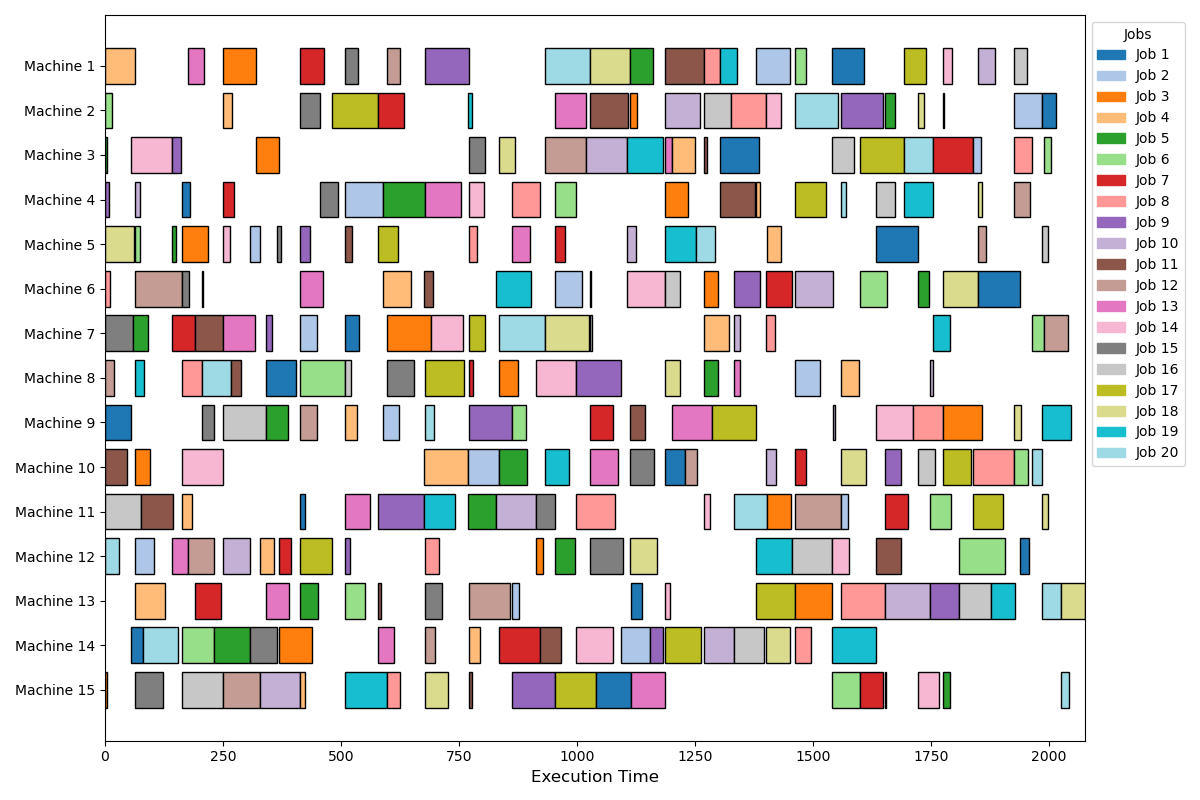 Machine 1
Machine 2
Machine 3
Machine 4
Machine 5
Machine 6
Machine 7
Machine 8
Machine 9
Machine 10
Machine 11
Machine 12
Machine 13
Machine 14
Machine 15
0 250 500 750 1000 1250 1500 1750 2000
Execution Time
Jobs
Job 1
Job 2
Job 3
Job 4
Job 5
Job 6
Job 7
Job 8
Job 9
Job 10
Job 11
Job 12
Job 13
Job 14
Job 15
Job 16
Job 17
Job 18
Job 19
Job 20